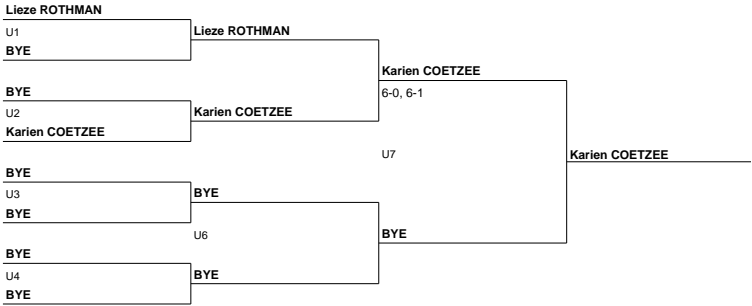 Lieze ROTHMAN
U1
Lieze ROTHMAN
BYE
Karien COETZEE
BYE
6-0, 6-1
U2
Karien COETZEE
Karien COETZEE
U7
Karien COETZEE
BYE
U3
BYE
BYE
U6
BYE
BYE
U4
BYE
BYE